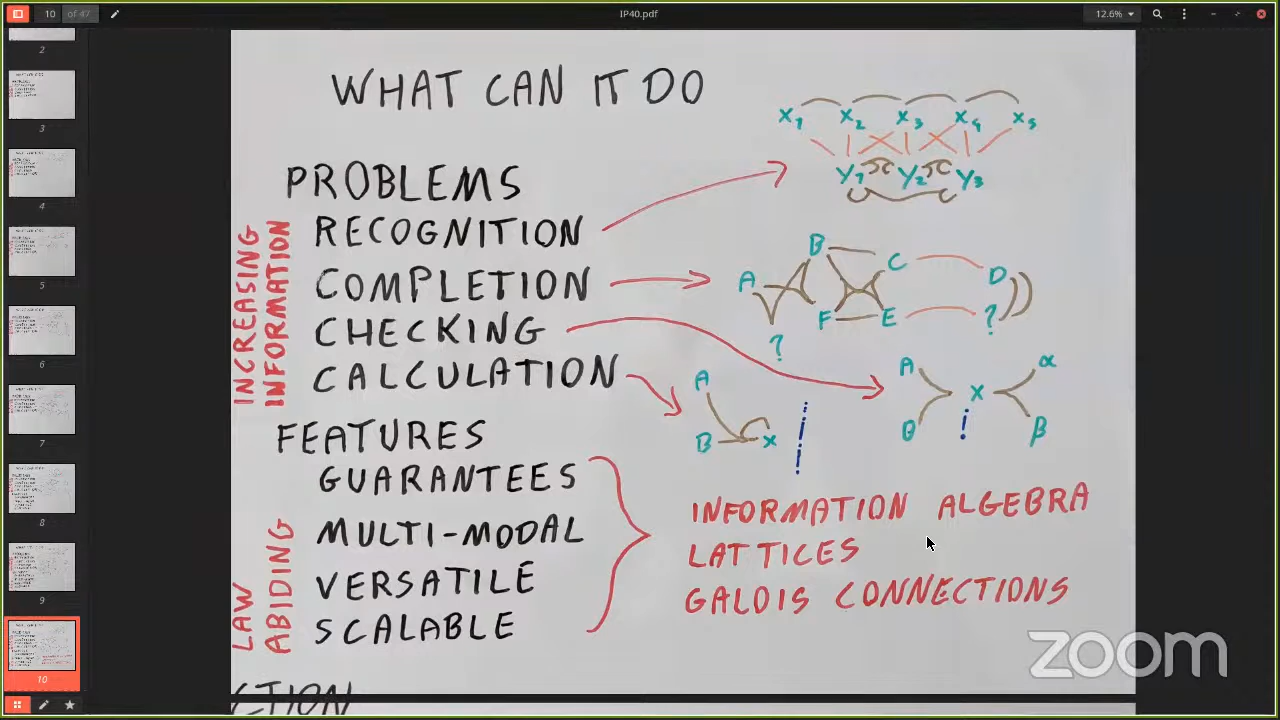 10 of 47
IP40.pdf
12.6%
2
3
4
5
6
7
8
9
10
WHAT CAN IT DO
X1 X2 X3 X4 X5
Y1 Y2 Y3
PROBLEMS
RECOGNITION
COMPLETION
CHECKING
CALCULATION
INCREASING
INFORMATION
A B C D
F E ?
?
A α
X
B β
!
A
B X
FEATURES
GUARANTEES
MULTI-MODAL
VERSATILE
SCALABLE
LAW
ABIDING
INFORMATION ALGEBRA
LATTICES
GALOIS CONNECTIONS
zoom
CTION